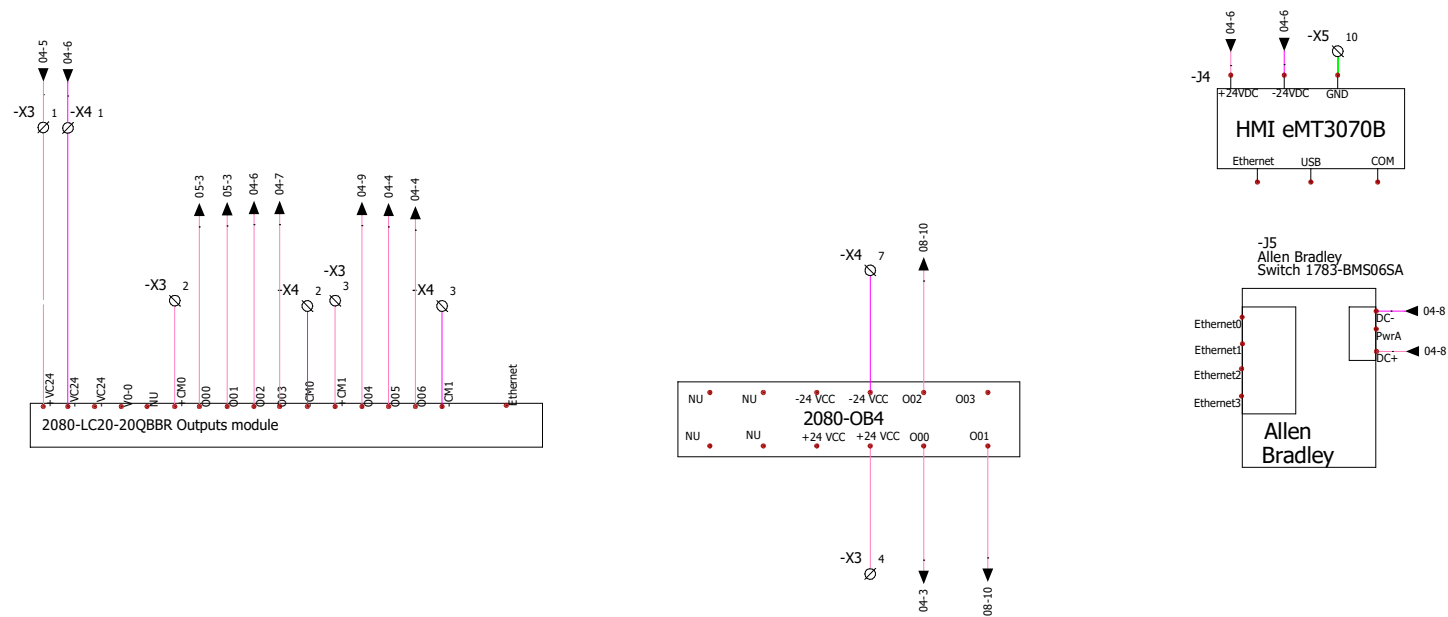 04-5
04-6
-X3 1
-X4 1
05-3
05-3
04-6
04-7
04-9
04-4
04-4
-X3 2
-X4 2
-X3
3
-X4 3
+VC24
-VC24
-VC24
V0-0
NU
+CM0
O00
O01
O02
O03
-CM0
+CM1
O04
O05
O06
-CM1
Ethernet
2080-LC20-20QBBR Outputs module
-X4 7
08-10
NU
NU
-24 VCC
-24 VCC
O02
O03
2080-OB4
NU
NU
+24 VCC
+24 VCC
O00
O01
-X3 4
04-3
08-10
04-6
04-6
-X5 10
-J4
+24VDC
-24VDC
GND
HMI eMT3070B
Ethernet
USB
COM
-J5
Allen Bradley
Switch 1783-BMS06SA
Ethernet0
Ethernet1
Ethernet2
Ethernet3
DC-
04-8
PwrA
DC+
04-8
Allen
Bradley